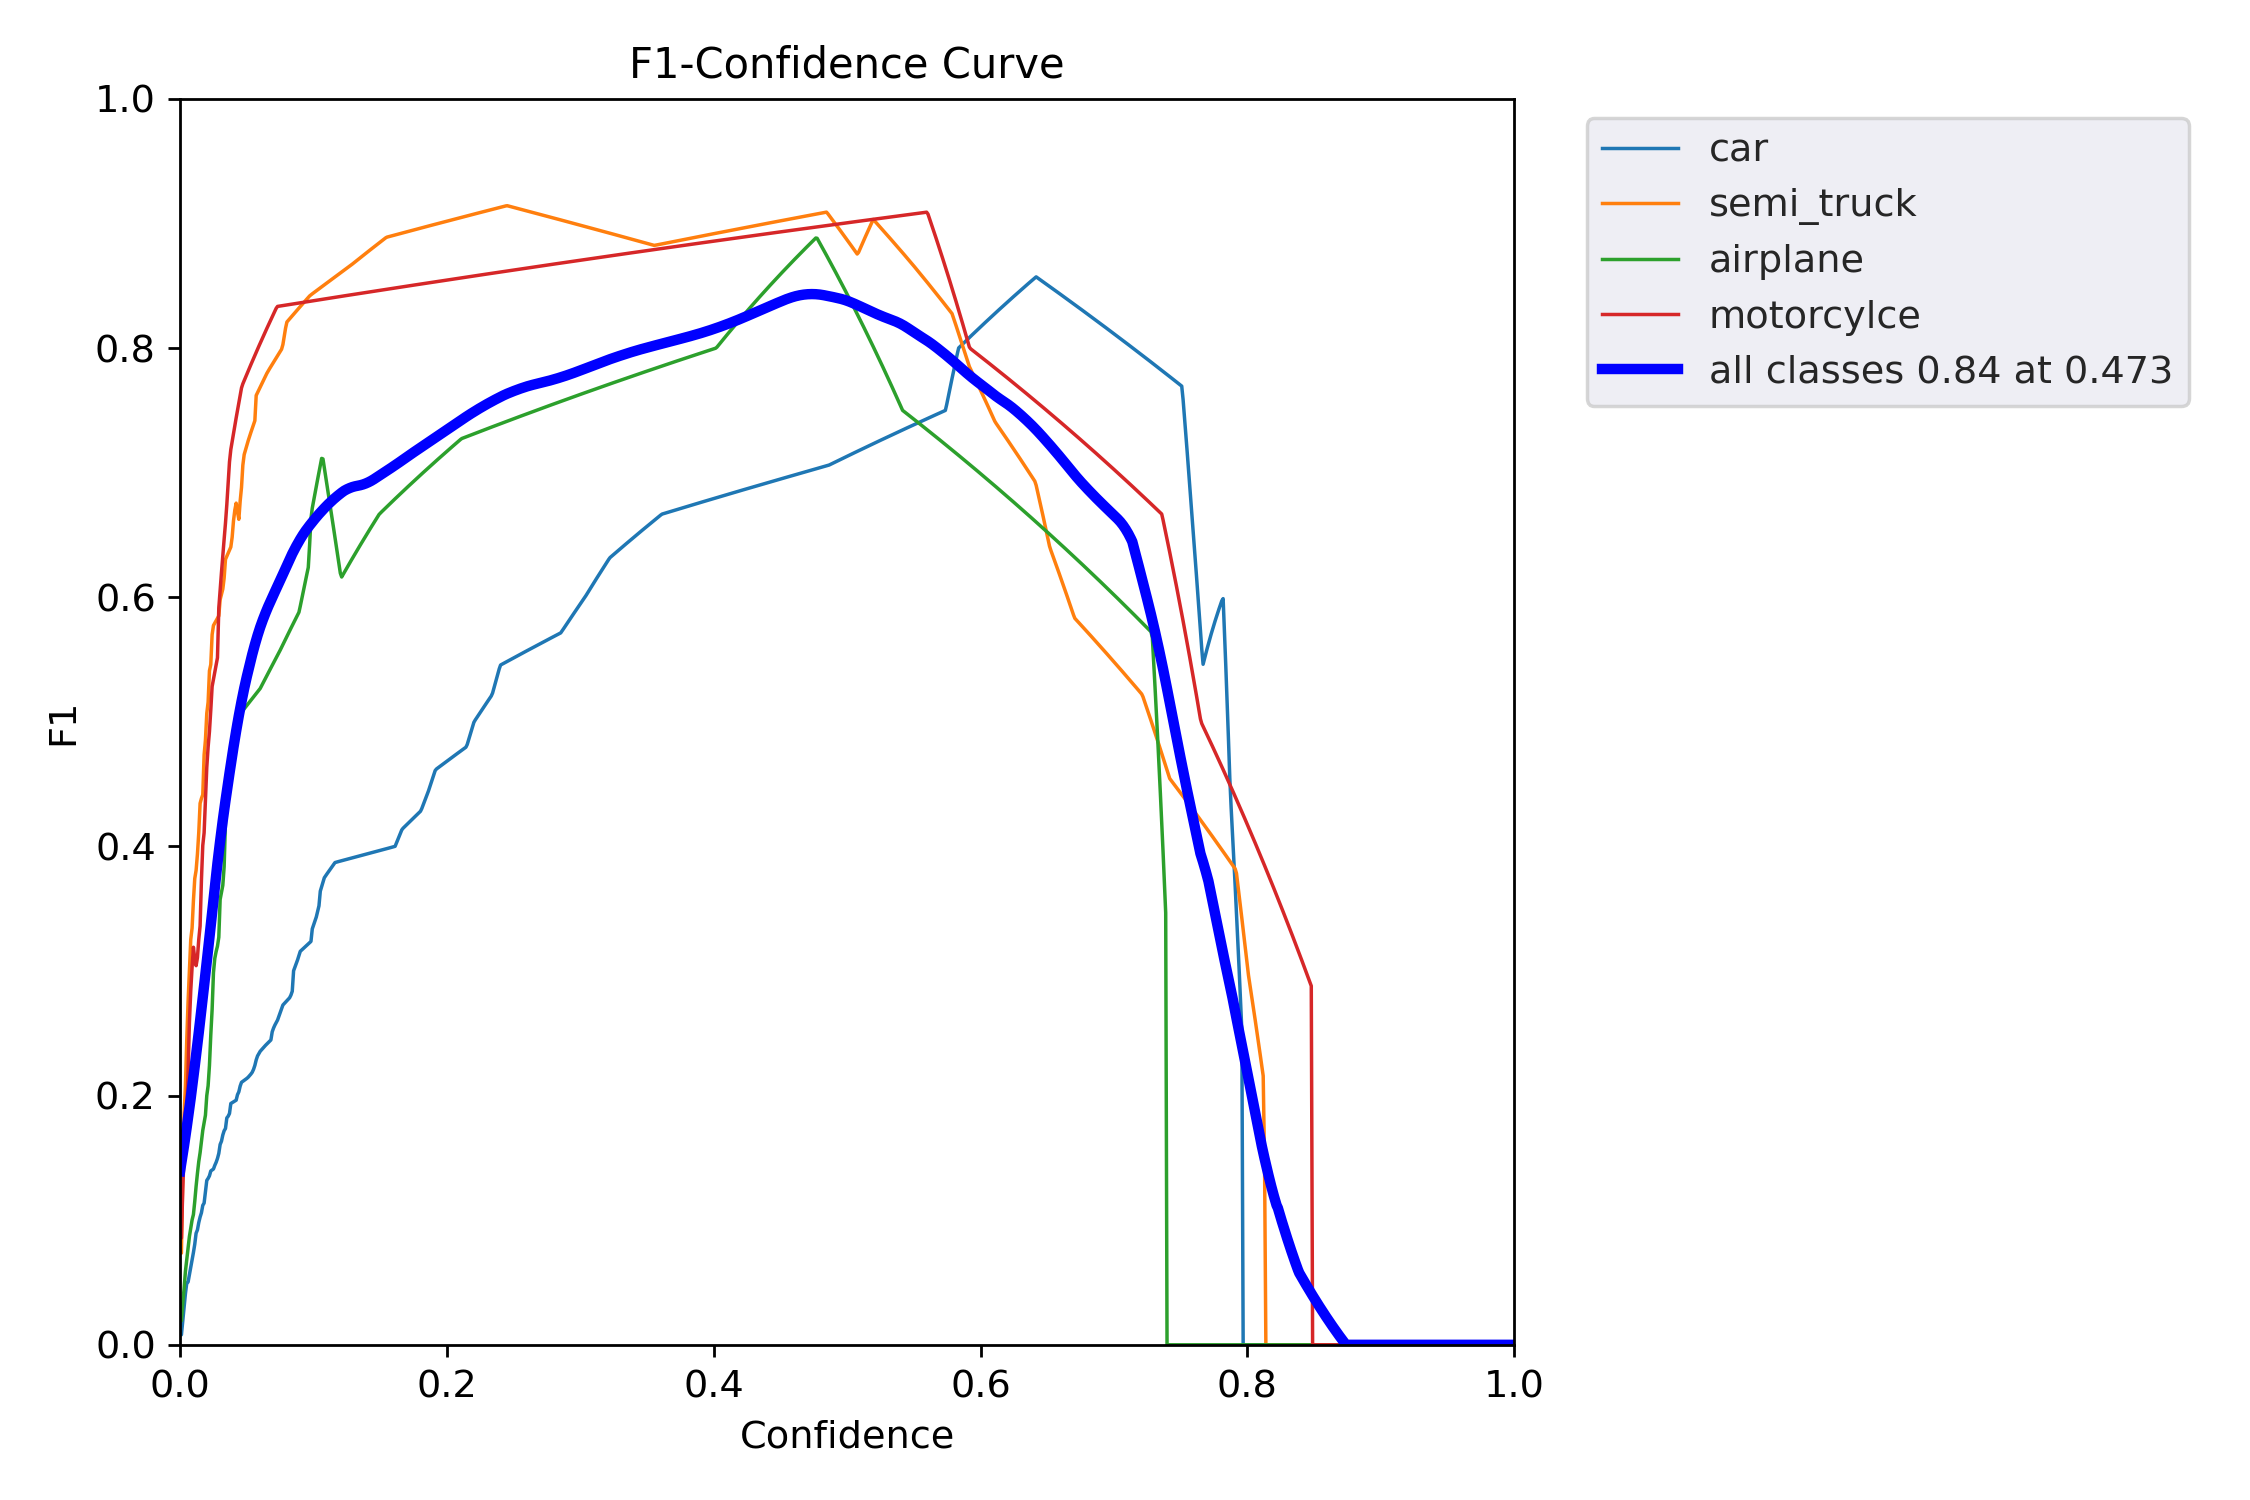 F1-Confidence Curve
1.0
0.8
0.6
0.4
0.2
0.0
F1
0.0 0.2 0.4 0.6 0.8 1.0
Confidence
car
semi_truck
airplane
motorcylce
all classes 0.84 at 0.473